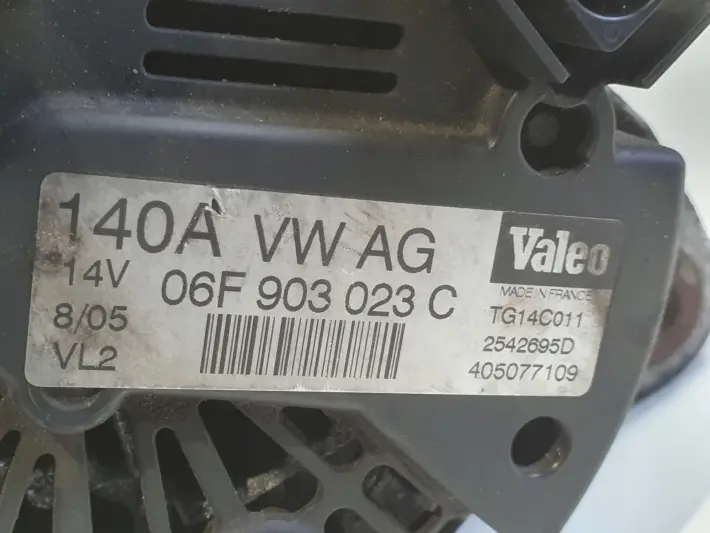 140A VW AG
14V 06F 903 023 C
8/05
VL2
Valeo
MADE IN FRANCE
TG14C011
2542695D
405077109